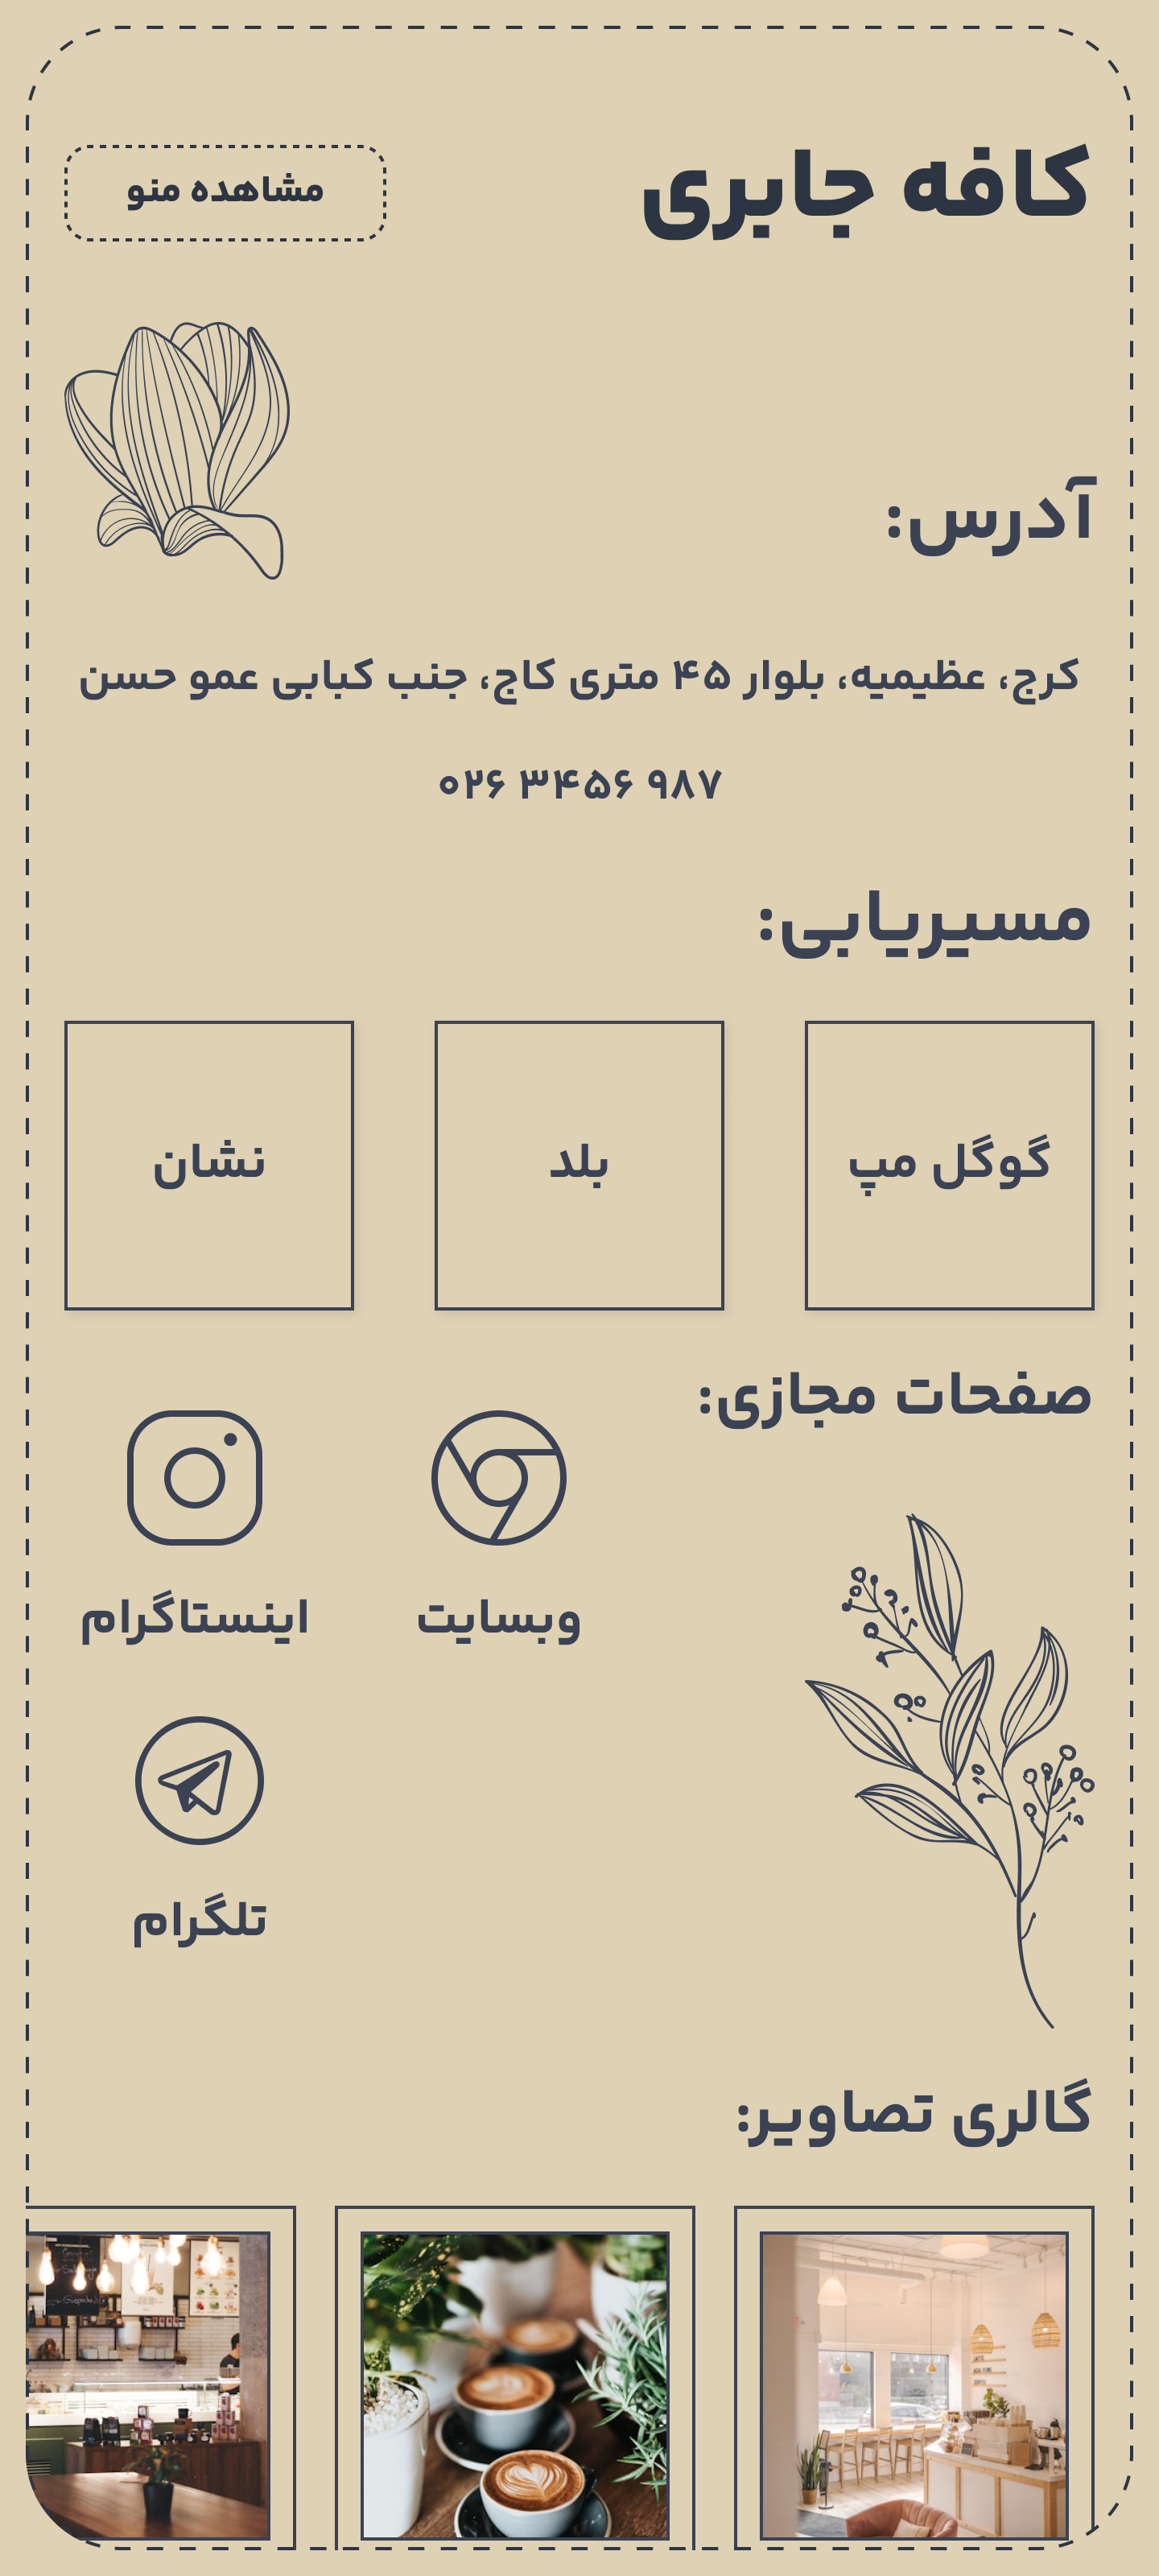 کافه جابری
مشاهده منو
آدرس:
کرج، عظیمیه، بلوار ۴۵ متری کاج، جنب کبابی عمو حسن
۰۲۶ ۳۴۵۶ ۹۸۷
مسیریابی:
گوگل مپ
بلد
نشان
صفحات مجازی:
وبسایت
اینستاگرام
تلگرام
گالری تصاویر: